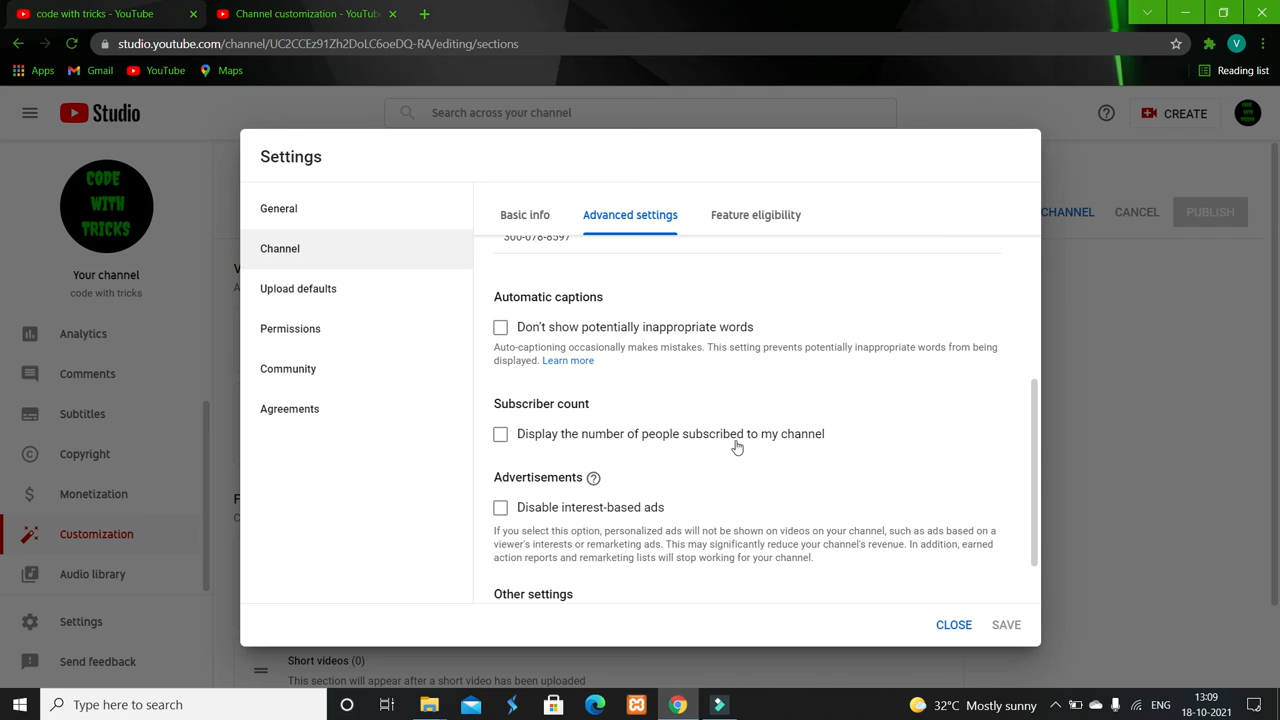 code with tricks - YouTube
Channel customization - YouTub
studio.youtube.com/channel/UC2CCEz91Zh2DoLC6oeDQ-RA/editing/sections
Apps
Gmail
YouTube
Maps
Reading list
V
Studio
Search across your channel
CREATE
CODE
WITH
TRICKS
Your channel
code with tricks
Analytics
Comments
Subtitles
Copyright
Monetization
Customization
Audio library
Settings
Send feedback
CHANNEL
CANCEL
PUBLISH
Settings
General
Channel
Upload defaults
Permissions
Community
Agreements
Basic info
Advanced settings
Feature eligibility
300-078-8597
Automatic captions
Don't show potentially inappropriate words
Auto-captioning occasionally makes mistakes. This setting prevents potentially inappropriate words from being
displayed. Learn more
Subscriber count
Display the number of people subscribed to my channel
Advertisements
Disable interest-based ads
If you select this option, personalized ads will not be shown on videos on your channel, such as ads based on a
viewer's interests or remarketing ads. This may significantly reduce your channel's revenue. In addition, earned
action reports and remarketing lists will stop working for your channel.
Other settings
CLOSE
SAVE
Short videos (0)
This section will appear after a short video has been uploaded
Type here to search
32°C Mostly sunny
ENG
13:09
18-10-2021